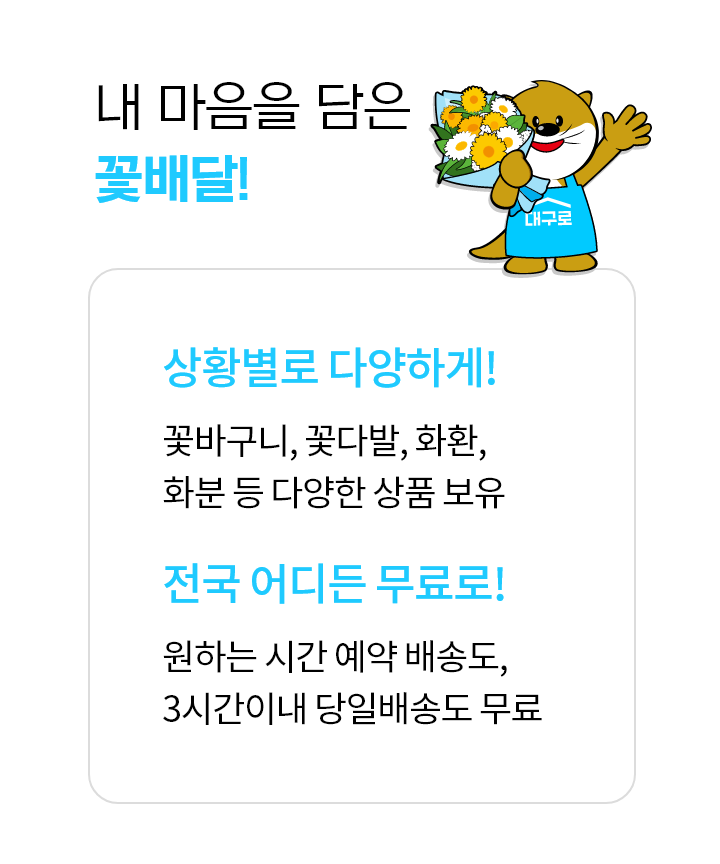 내 마음을 담은
꽃배달!
대구로
상황별로 다양하게!
꽃바구니, 꽃다발, 화환,
화분 등 다양한 상품 보유
전국 어디든 무료로!
원하는 시간 예약 배송도,
3시간이내 당일배송도 무료